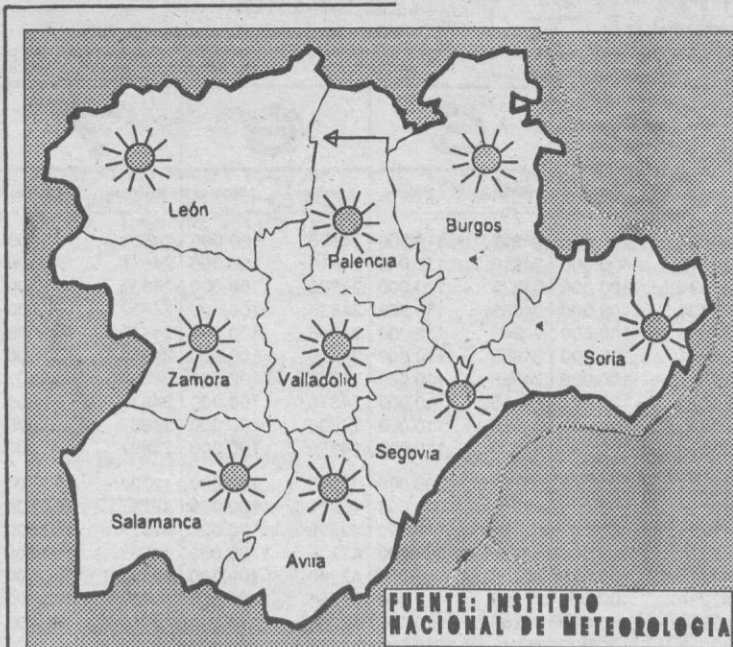 León
Burgos
Palencia
Soria
Zamora
Valladolid
Segovia
Salamanca
Avila
FUENTE: INSTITUTO
NACIONAL DE METEOROLOGIA